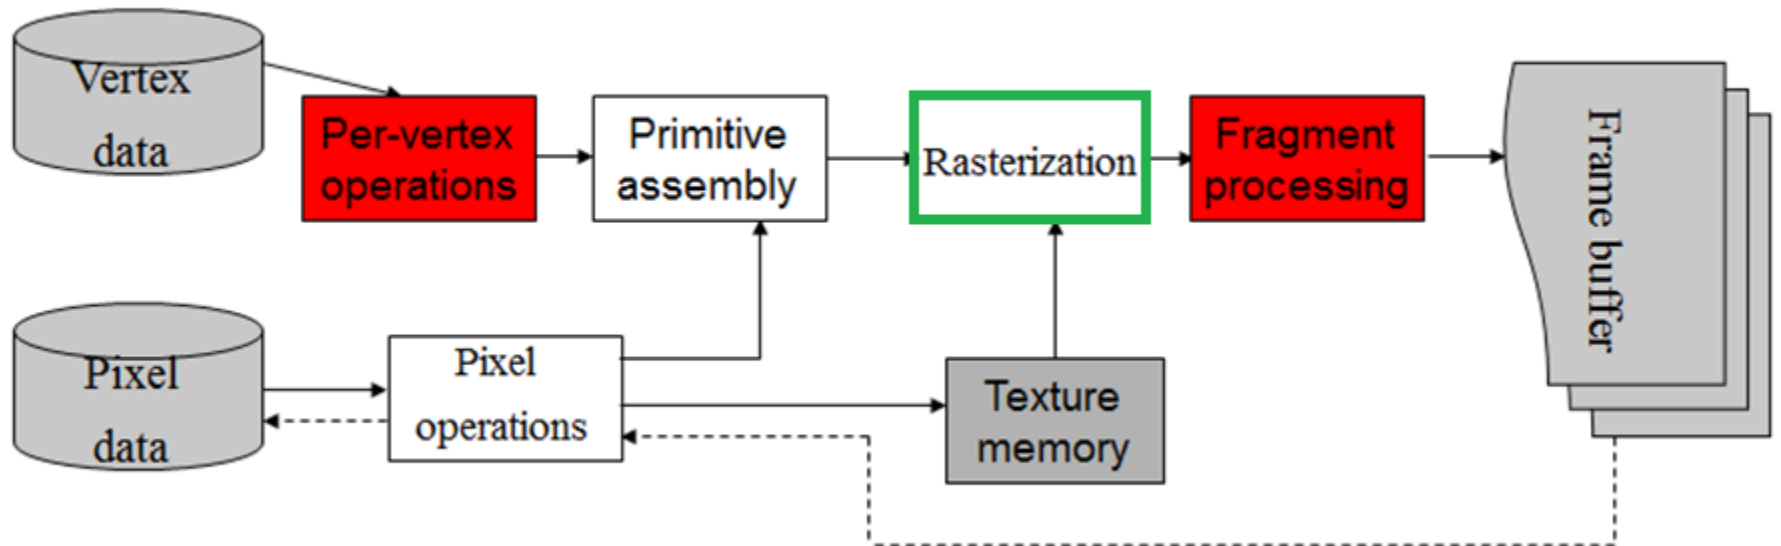 Vertex
data
Per-vertex
operations
Primitive
assembly
Rasterization
Fragment
processing
Frame buffer
Pixel
data
Pixel
operations
Texture
memory